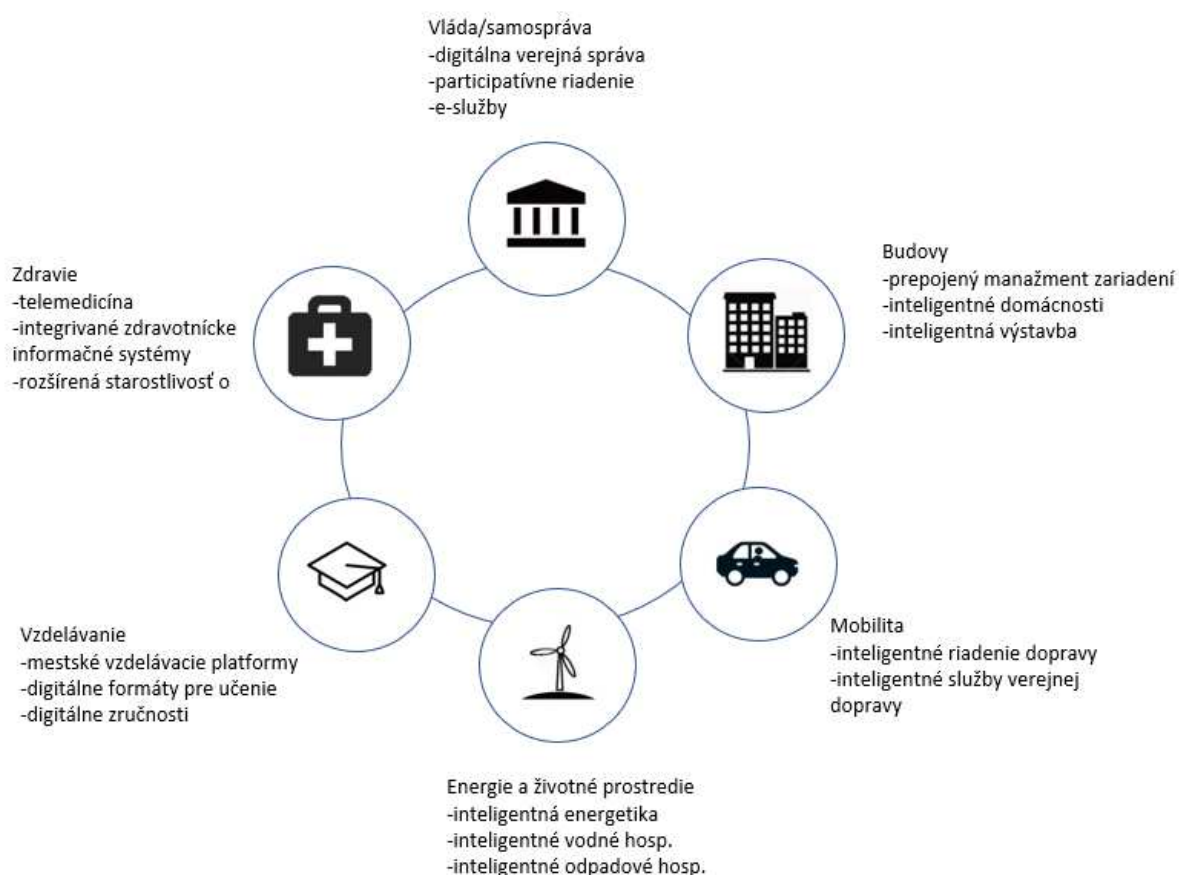 Vláda/samospráva
-digitálna verejná správa
-participatívne riadenie
-e-služby
Budovy
-prepojený manažment zariadení
-inteligentné domácnosti
-inteligentná výstavba
Mobilita
-inteligentné riadenie dopravy
-inteligentné služby verejnej
dopravy
Energie a životné prostredie
-inteligentná energetika
-inteligentné vodné hosp.
-inteligentné odpadové hosp.
Vzdelávanie
-mestské vzdelávacie platformy
-digitálne formáty pre učenie
-digitálne zručnosti
Zdravie
-telemedicína
-integrivané zdravotnícke
informačné systémy
-rozšírená starostlivosť o